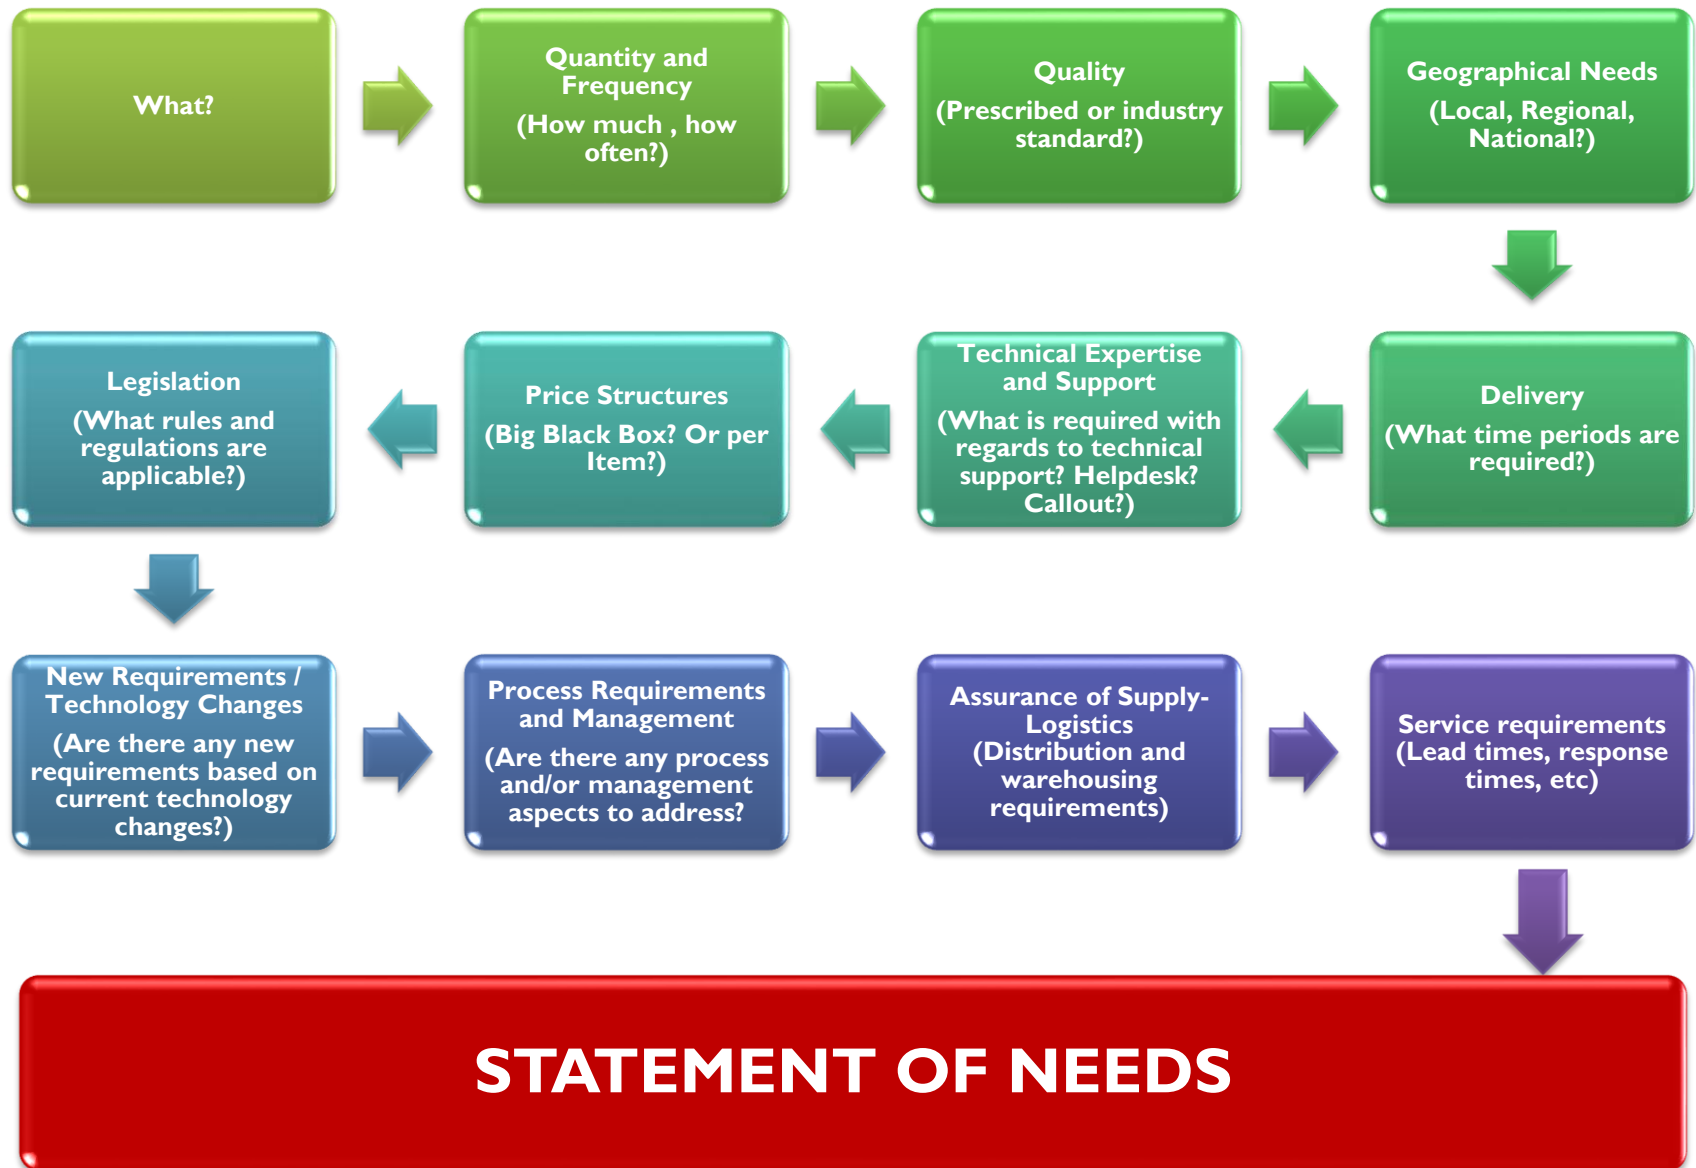 What?
Quantity and
Frequency
(How much , how
often?)
Quality
(Prescribed or industry
standard?)
Geographical Needs
(Local, Regional,
National?)
Delivery
(What time periods are
required?)
Technical Expertise
and Support
(What is required with
regards to technical
support? Helpdesk?
Callout?)
Price Structures
(Big Black Box? Or per
Item?)
Legislation
(What rules and
regulations are
applicable?)
New Requirements /
Technology Changes
(Are there any new
requirements based on
current technology
changes?)
Process Requirements
and Management
(Are there any process
and/or management
aspects to address?
Assurance of Supply-
Logistics
(Distribution and
warehousing
requirements)
Service requirements
(Lead times, response
times, etc)
STATEMENT OF NEEDS